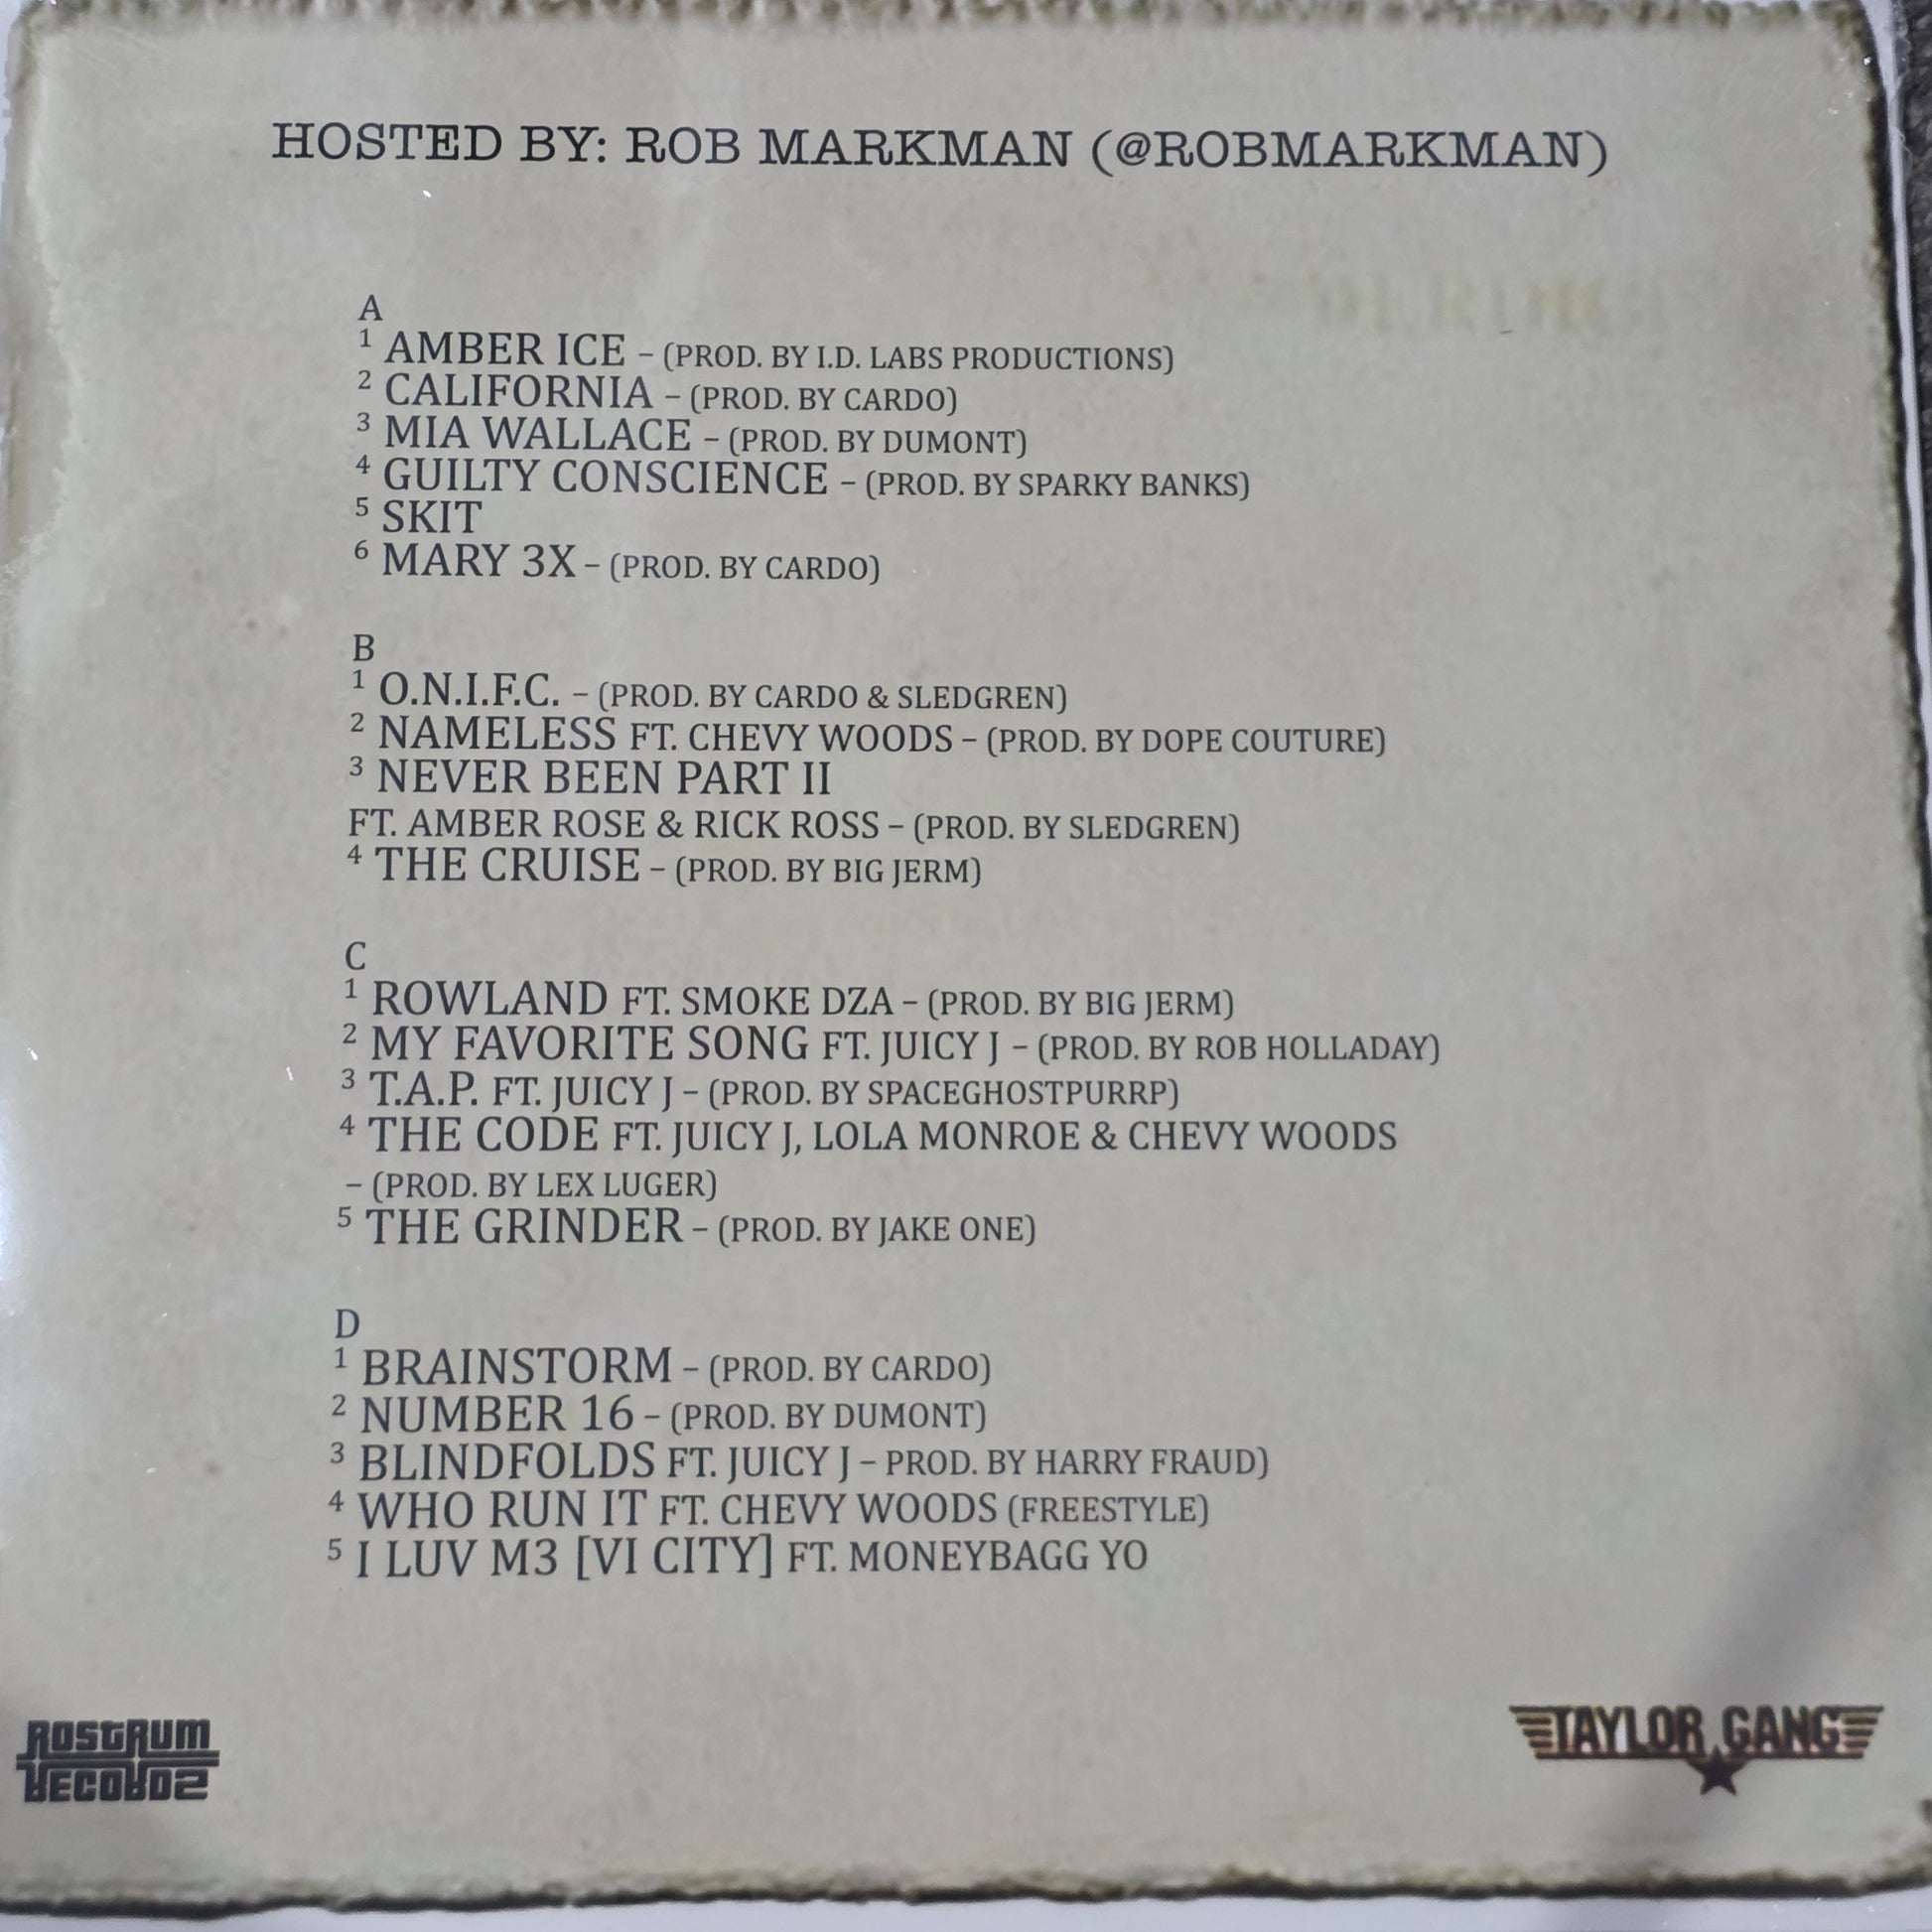 HOSTED BY: ROB MARKMAN (@ROBMARKMAN)
A
1 AMBER ICE – (PROD. BY I.D. LABS PRODUCTIONS)
2 CALIFORNIA – (PROD. BY CARDO)
3 MIA WALLACE – (PROD. BY DUMONT)
4 GUILTY CONSCIENCE – (PROD. BY SPARKY BANKS)
5 SKIT
6 MARY 3X – (PROD. BY CARDO)
B
1 O.N.I.F.C. – (PROD. BY CARDO & SLEDGREN)
2 NAMELESS FT. CHEVY WOODS – (PROD. BY DOPE COUTURE)
3 NEVER BEEN PART II
FT. AMBER ROSE & RICK ROSS – (PROD. BY SLEDGREN)
4 THE CRUISE – (PROD. BY BIG JERM)
C
1 ROWLAND FT. SMOKE DZA – (PROD. BY BIG JERM)
2 MY FAVORITE SONG FT. JUICY J – (PROD. BY ROB HOLLADAY)
3 T.A.P. FT. JUICY J – (PROD. BY SPACEGHOSTPURRP)
4 THE CODE FT. JUICY J, LOLA MONROE & CHEVY WOODS
– (PROD. BY LEX LUGER)
5 THE GRINDER – (PROD. BY JAKE ONE)
D
1 BRAINSTORM – (PROD. BY CARDO)
2 NUMBER 16 – (PROD. BY DUMONT)
3 BLINDFOLDS FT. JUICY J – PROD. BY HARRY FRAUD)
4 WHO RUN IT FT. CHEVY WOODS (FREESTYLE)
5 I LUV M3 [VI CITY] FT. MONEYBAGG YO
ROSTRUM
RECORDS
TAYLOR GANG